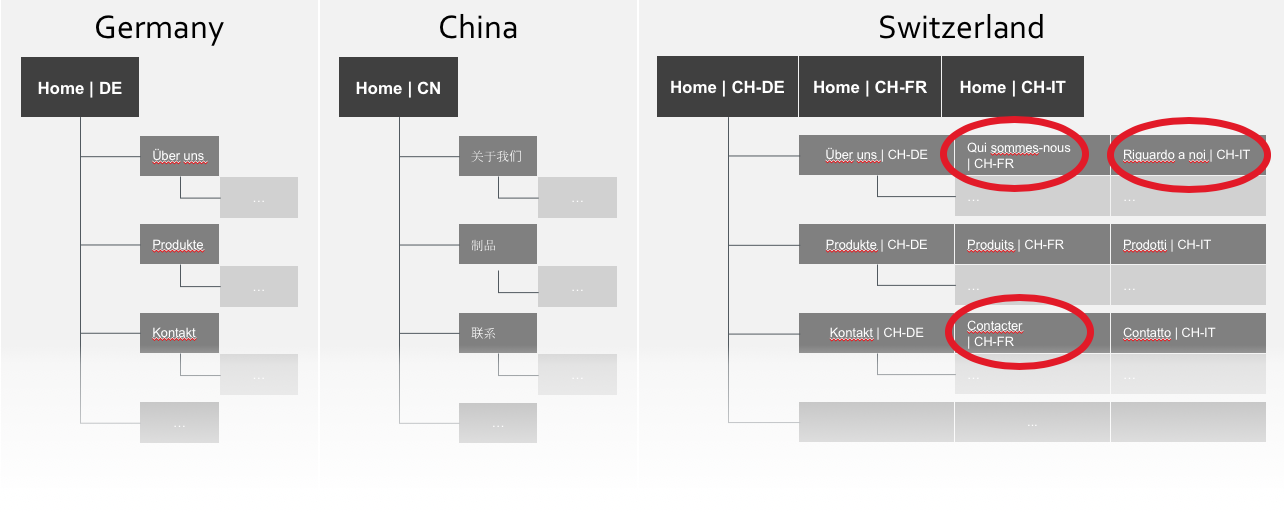 Germany
Home | DE
Über uns
...
Produkte
...
Kontakt
...
...
China
Home | CN
关于我们
...
制品
...
联系
...
...
Switzerland
Home | CH-DE
Home | CH-FR
Home | CH-IT
Über uns | CH-DE
Qui sommes-nous
| CH-FR
Riquardo a noi | CH-IT
...
...
Produkte | CH-DE
Produits | CH-FR
Prodotti | CH-IT
...
...
Kontakt | CH-DE
Contacter
| CH-FR
Contatto | CH-IT
...
...
...